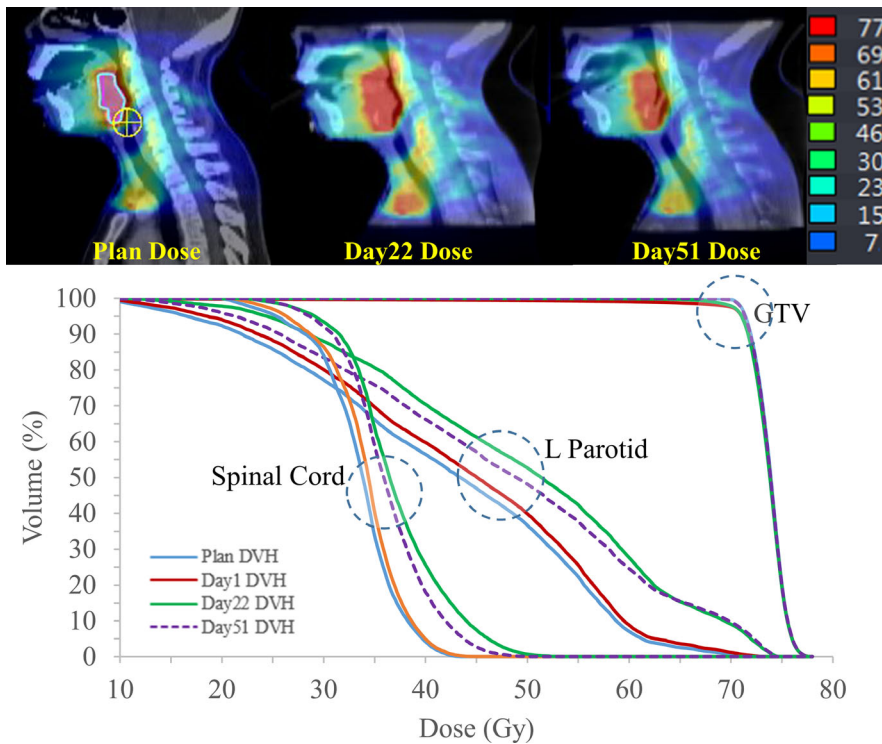 77
69
61
53
46
30
23
15
7
Plan Dose
Day22 Dose
Day51 Dose
100
90
80
70
60
50
40
30
20
10
0
Volume (%)
GTV
L Parotid
Spinal Cord
Plan DVH
Day1 DVH
Day22 DVH
Day51 DVH
10 20 30 40 50 60 70 80
Dose (Gy)